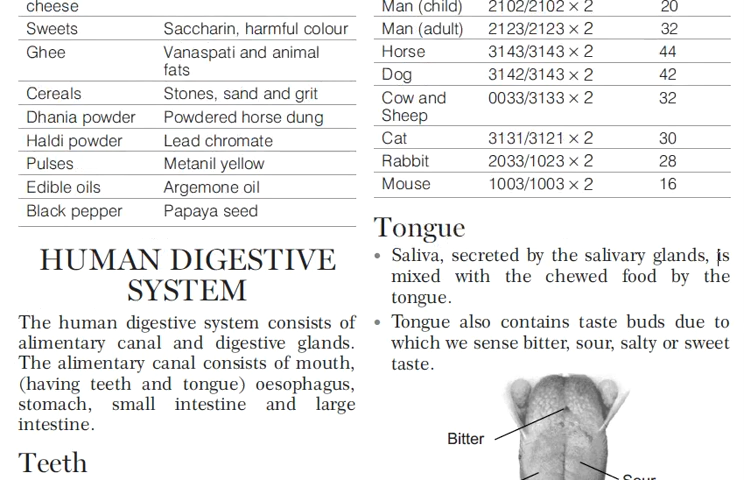 cheese
Sweets Saccharin, harmful colour
Ghee Vanaspati and animal
fats
Cereals Stones, sand and grit
Dhania powder Powdered horse dung
Haldi powder Lead chromate
Pulses Metanil yellow
Edible oils Argemone oil
Black pepper Papaya seed
HUMAN DIGESTIVE
SYSTEM
The human digestive system consists of
alimentary canal and digestive glands.
The alimentary canal consists of mouth,
(having teeth and tongue) oesophagus,
stomach, small intestine and large
intestine.
Teeth
Man (child) 2102/2102 × 2 20
Man (adult) 2123/2123 × 2 32
Horse 3143/3143 × 2 44
Dog 3142/3143 × 2 42
Cow and 0033/3133 × 2 32
Sheep
Cat 3131/3121 × 2 30
Rabbit 2033/1023 × 2 28
Mouse 1003/1003 × 2 16
Tongue
• Saliva, secreted by the salivary glands, is
mixed with the chewed food by the
tongue.
• Tongue also contains taste buds due to
which we sense bitter, sour, salty or sweet
taste.
Bitter
Sour